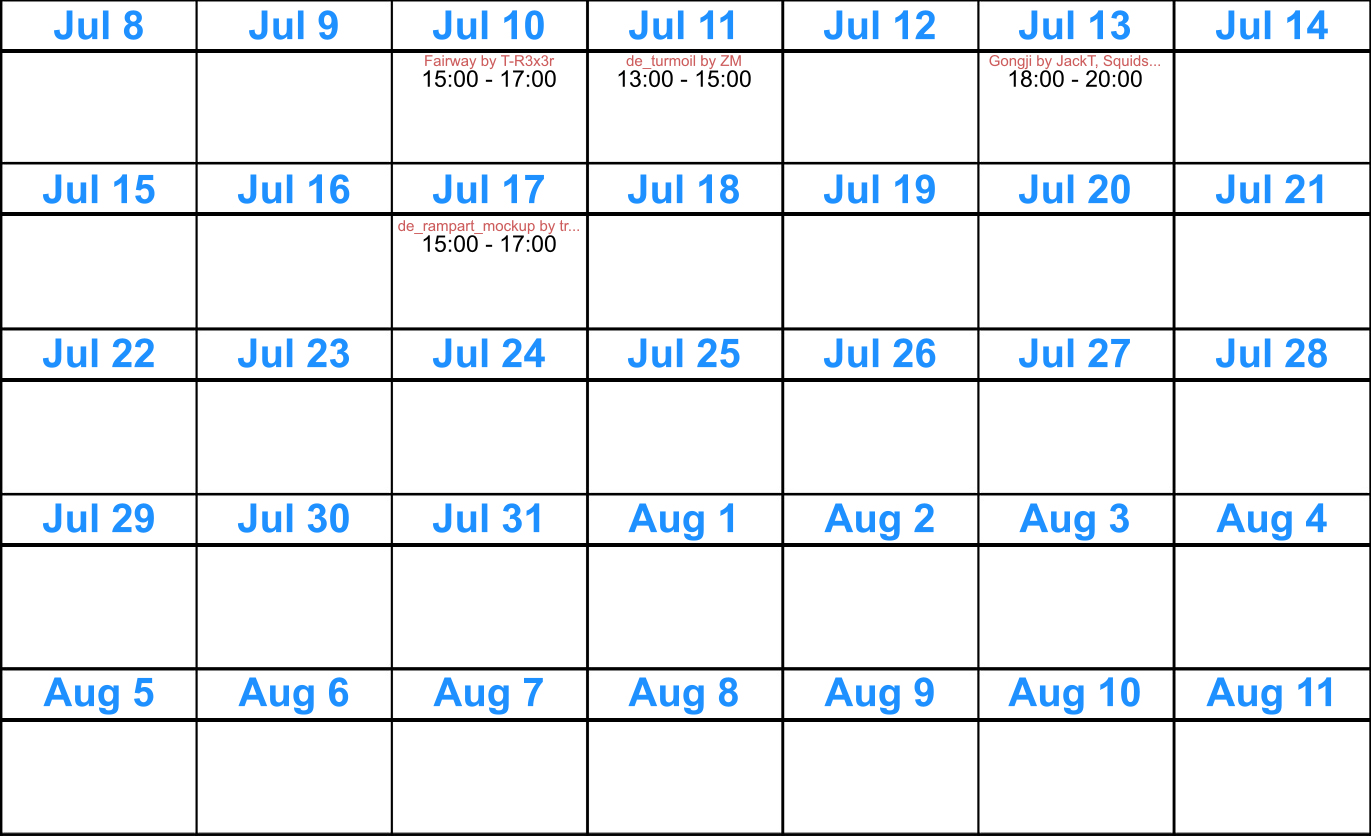 Jul 8 Jul 9 Jul 10 Jul 11 Jul 12 Jul 13 Jul 14
Fairway by T-R3x3r de_turmoil by ZM Gongji by JackT, Squids...
15:00 - 17:00 13:00 - 15:00 18:00 - 20:00
Jul 15 Jul 16 Jul 17 Jul 18 Jul 19 Jul 20 Jul 21
de_rampart_mockup by tr...
15:00 - 17:00
Jul 22 Jul 23 Jul 24 Jul 25 Jul 26 Jul 27 Jul 28
Jul 29 Jul 30 Jul 31 Aug 1 Aug 2 Aug 3 Aug 4
Aug 5 Aug 6 Aug 7 Aug 8 Aug 9 Aug 10 Aug 11